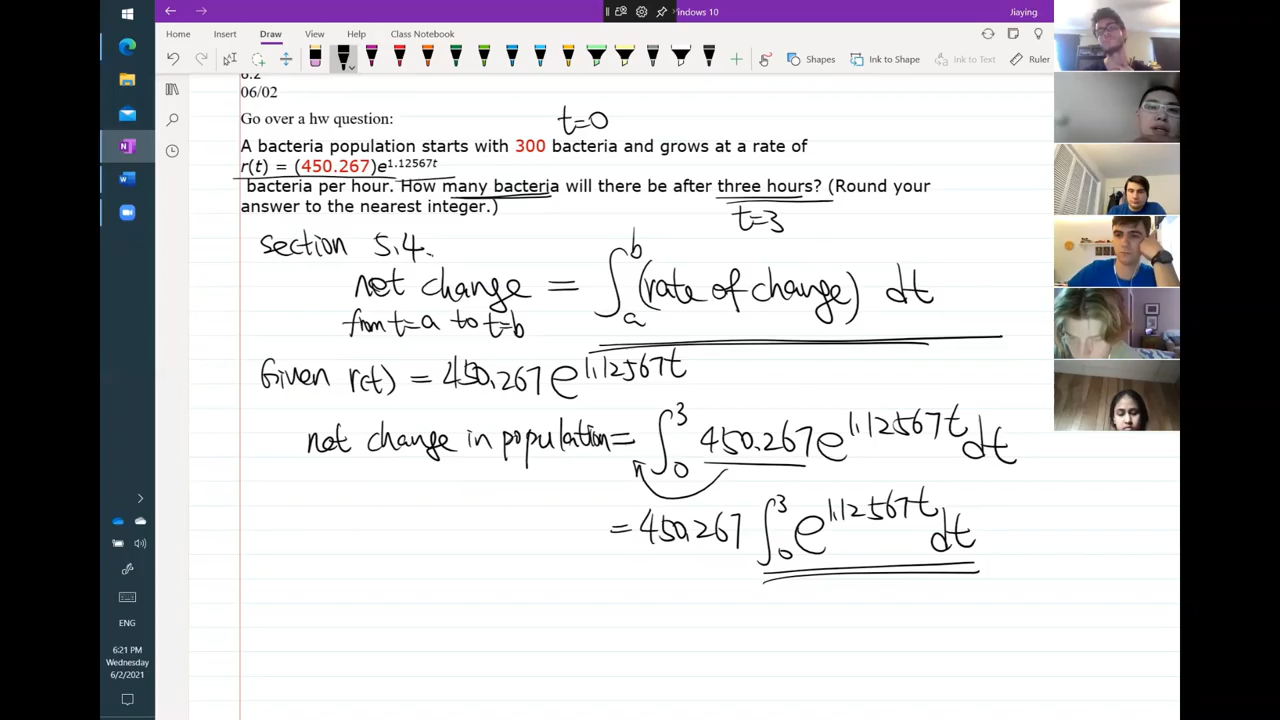 Windows 10
Jiaying
Home Insert Draw View Help Class Notebook
Shapes Ink to Shape Ink to Text Ruler
6.2
06/02
Go over a hw question:
t=0
A bacteria population starts with 300 bacteria and grows at a rate of
r(t) = (450.267)e^1.12567t
bacteria per hour. How many bacteria will there be after three hours? (Round your
answer to the nearest integer.)
t=3
section 5.4.
net change = ∫_a^b (rate of change) dt
from t=a to t=b
Given r(t) = 450.267 e^1.12567t
net change in population = ∫_0^3 450.267 e^1.12567t dt
= 450.267 ∫_0^3 e^1.12567t dt
ENG
6:21 PM
Wednesday
6/2/2021